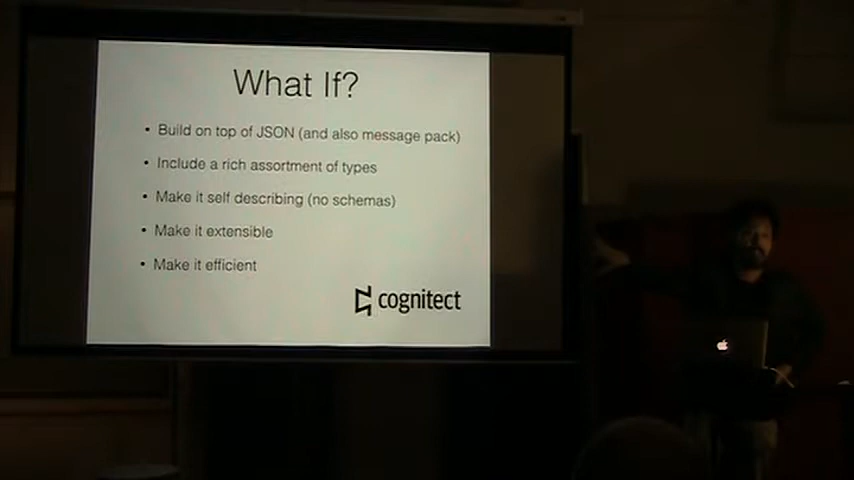 What If?
• Build on top of JSON (and also message pack)
• Include a rich assortment of types
• Make it self describing (no schemas)
• Make it extensible
• Make it efficient
cognitect